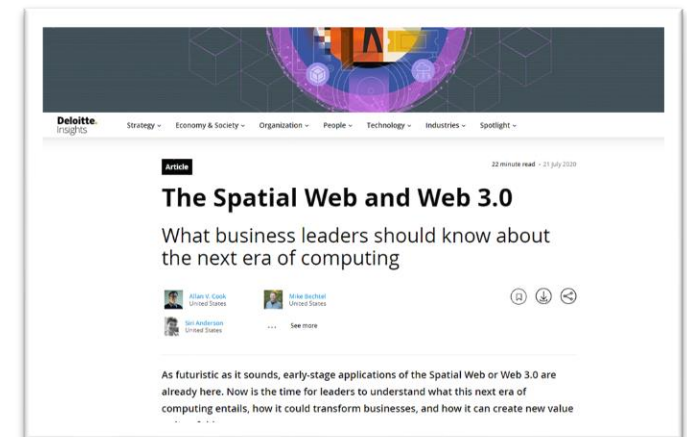 Deloitte.
Insights
Strategy Economy & Society Organization People Technology Industries Spotlight
Article
22 minute read - 21 July 2020
The Spatial Web and Web 3.0
What business leaders should know about
the next era of computing
Allan V. Cook
United States
Mike Bechtel
United States
Siri Anderson
United States
... See more
As futuristic as it sounds, early-stage applications of the Spatial Web or Web 3.0 are
already here. Now is the time for leaders to understand what this next era of
computing entails, how it could transform businesses, and how it can create new value